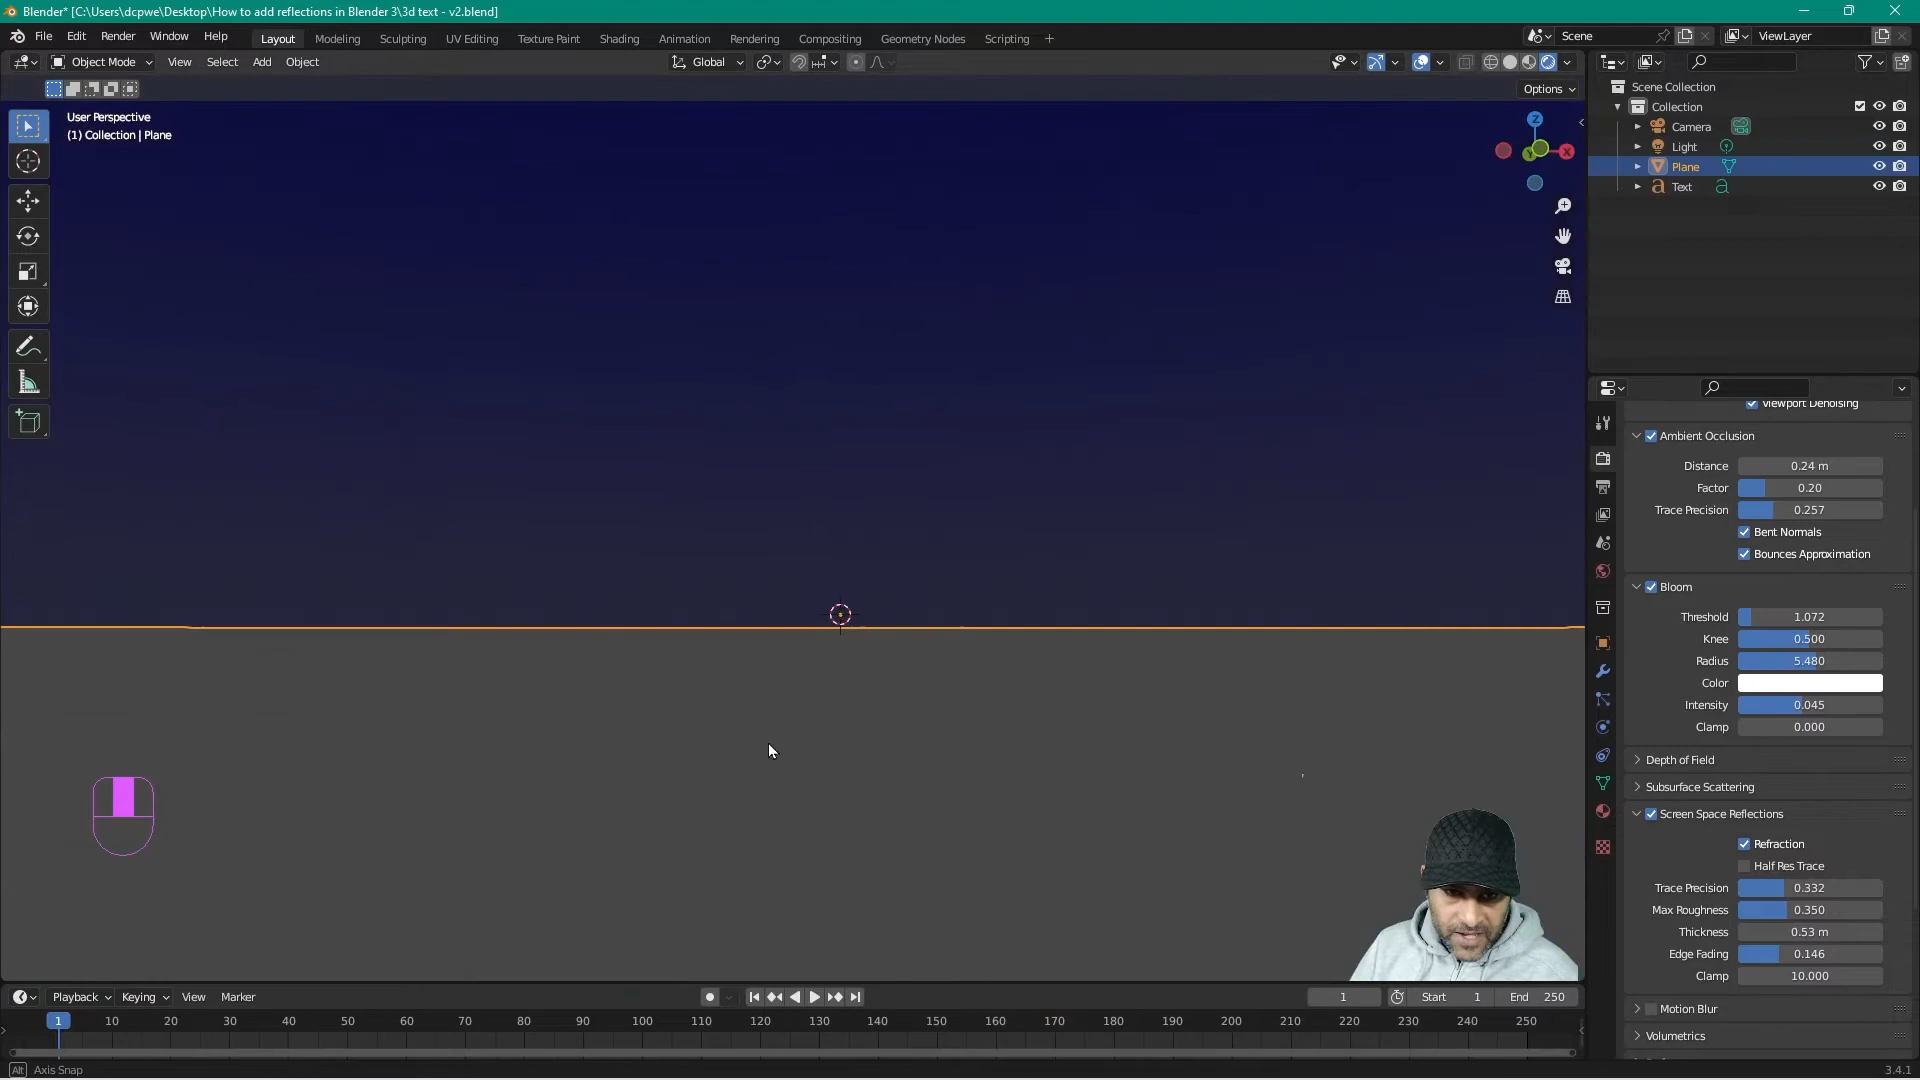 Blender* [C:\Users\dcpwe\Desktop\How to add reflections in Blender 3\3d text - v2.blend]
File Edit Render Window Help Layout Modeling Sculpting UV Editing Texture Paint Shading Animation Rendering Compositing Geometry Nodes Scripting + Scene ViewLayer
Object Mode View Select Add Object Global
Options
User Perspective
(1) Collection | Plane
Z
X
Y
Scene Collection
Collection
Camera
Light
Plane
Text
Viewport Denoising
Ambient Occlusion
Distance 0.24 m
Factor 0.20
Trace Precision 0.257
Bent Normals
Bounces Approximation
Bloom
Threshold 1.072
Knee 0.500
Radius 5.480
Color
Intensity 0.045
Clamp 0.000
Depth of Field
Subsurface Scattering
Screen Space Reflections
Refraction
Half Res Trace
Trace Precision 0.332
Max Roughness 0.350
Thickness 0.53 m
Edge Fading 0.146
Clamp 10.000
Motion Blur
Volumetrics
Playback Keying View Marker 1 Start 1 End 250
1 10 20 30 40 50 60 70 80 90 100 110 120 130 140 150 160 170 180 190 200 210 220 230 240 250
Alt Axis Snap
3.4.1